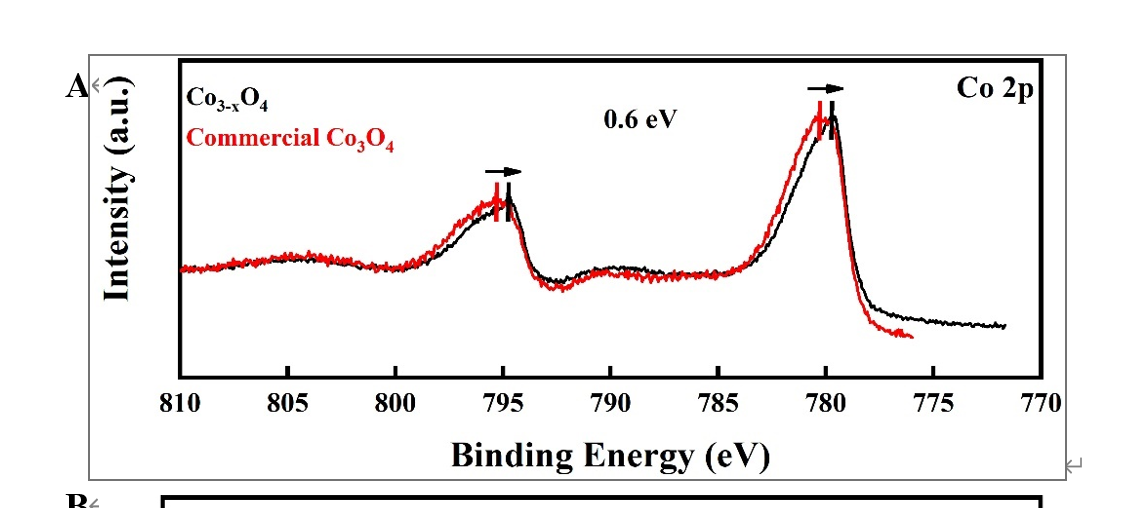 A
Co3-xO4
Co 2p
0.6 eV
Commercial Co3O4
Intensity (a.u.)
810 805 800 795 790 785 780 775 770
Binding Energy (eV)
B